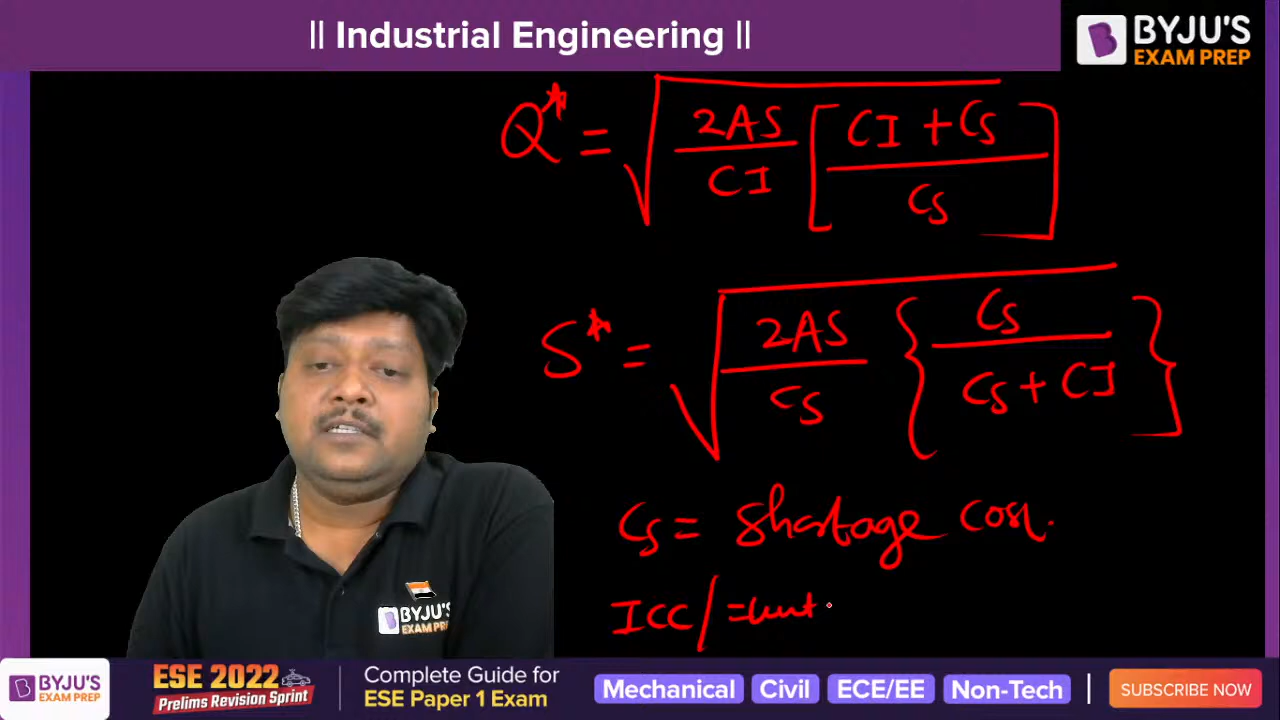 || Industrial Engineering ||
BYJU'S
EXAM PREP
Q* = √ 2AS / CI [ CI + Cs / Cs ]
S* = √ 2AS / Cs { Cs / Cs + CI }
Cs = Shortage Cost.
ICC/ = unit
BYJU'S
EXAM PREP
BYJU'S
EXAM PREP
ESE 2022
Prelims Revision Sprint
Complete Guide for
ESE Paper 1 Exam
Mechanical Civil ECE/EE Non-Tech
SUBSCRIBE NOW